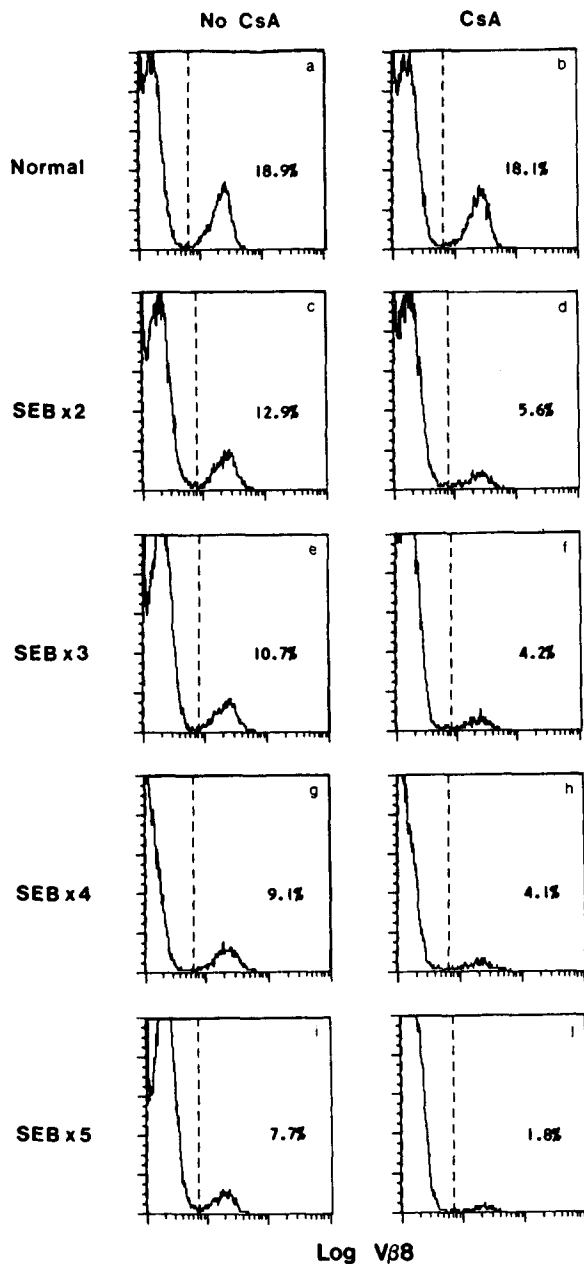 No CsA
CsA
Normal
a
18.9%
b
18.1%
SEB x2
c
12.9%
d
5.6%
SEB x3
e
10.7%
f
4.2%
SEB x4
g
9.1%
h
4.1%
SEB x5
i
7.7%
j
1.8%
Log Vβ8